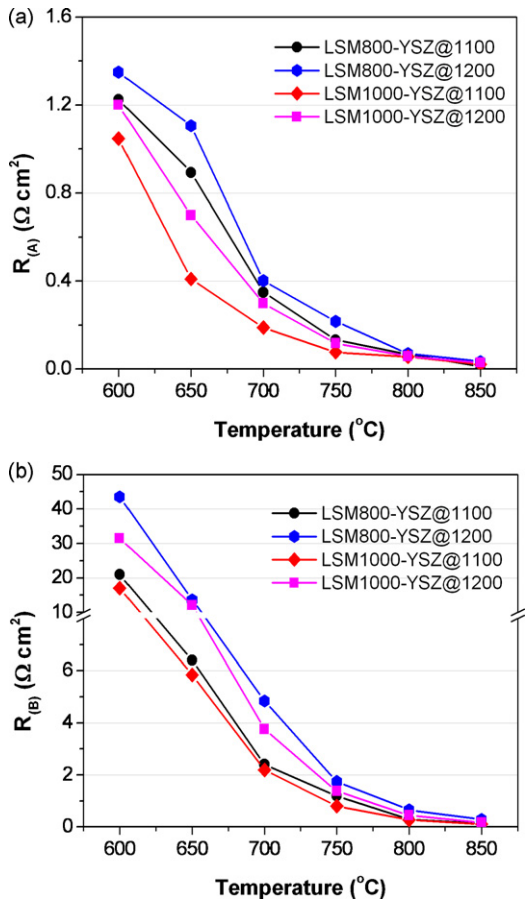 (a)
1.6
1.2
0.8
0.4
0.0
R(A) (Ω cm²)
LSM800-YSZ@1100
LSM800-YSZ@1200
LSM1000-YSZ@1100
LSM1000-YSZ@1200
600 650 700 750 800 850
Temperature (°C)
(b)
50
40
30
20
10
6
4
2
0
R(B) (Ω cm²)
LSM800-YSZ@1100
LSM800-YSZ@1200
LSM1000-YSZ@1100
LSM1000-YSZ@1200
600 650 700 750 800 850
Temperature (°C)